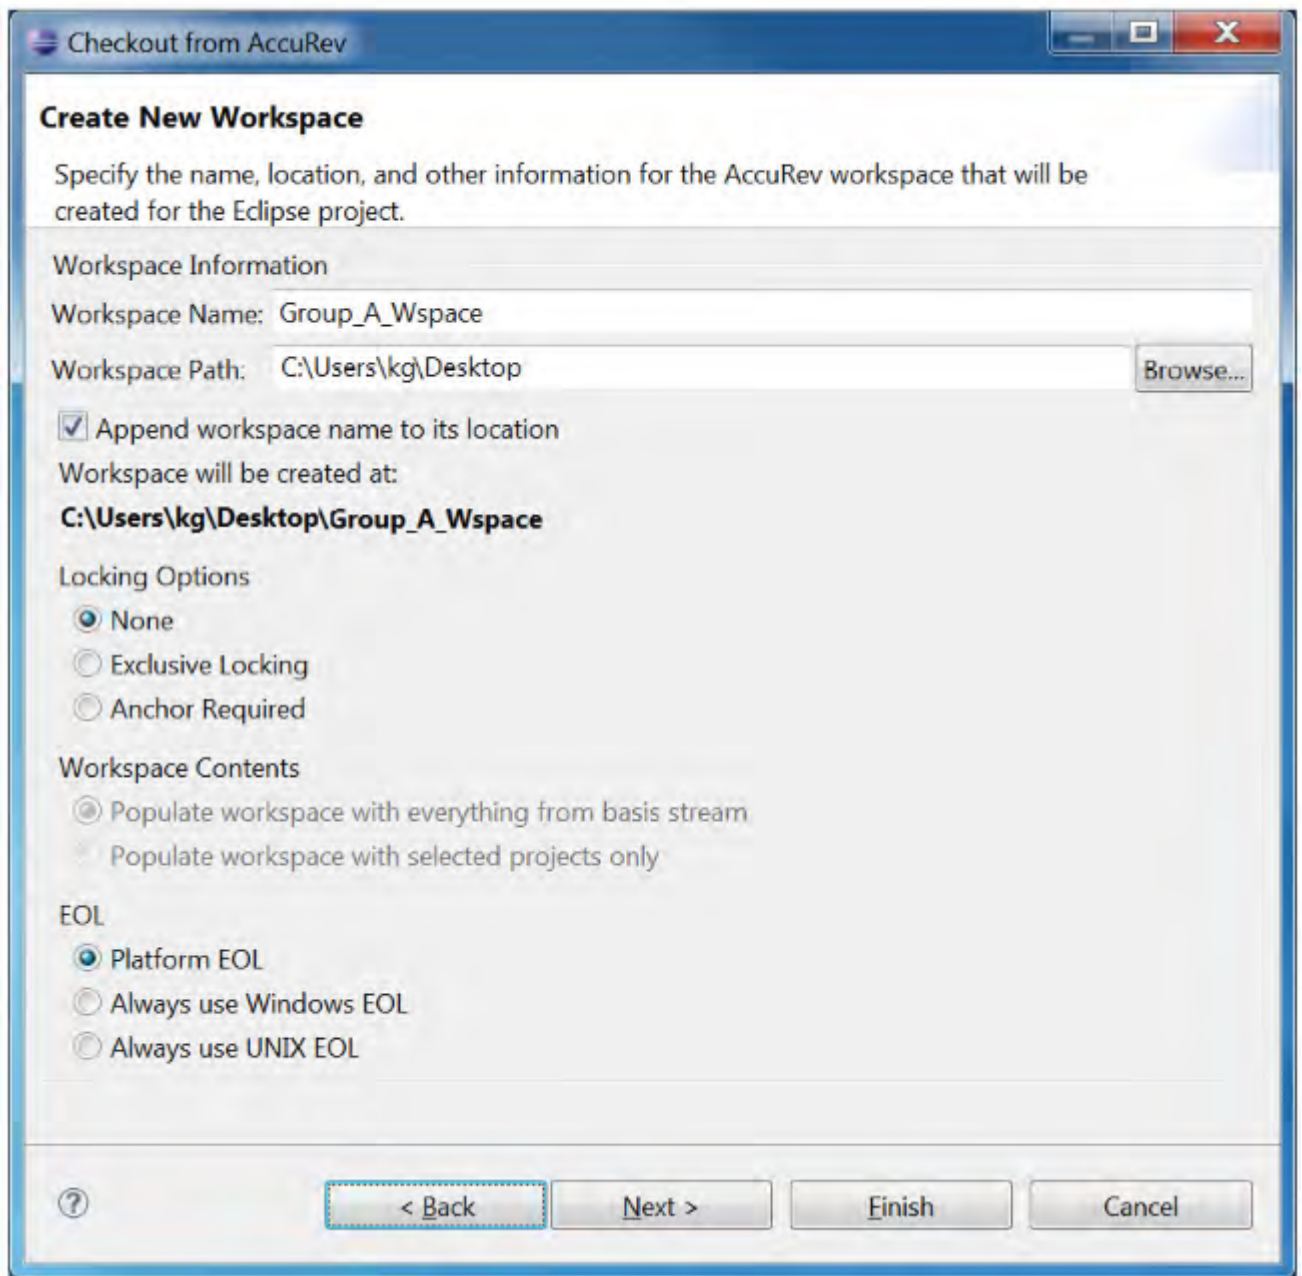 Checkout from AccuRev
Create New Workspace
Specify the name, location, and other information for the AccuRev workspace that will be
created for the Eclipse project.
Workspace Information
Workspace Name: Group_A_Wspace
Workspace Path: C:\Users\kg\Desktop Browse...
Append workspace name to its location
Workspace will be created at:
C:\Users\kg\Desktop\Group_A_Wspace
Locking Options
None
Exclusive Locking
Anchor Required
Workspace Contents
Populate workspace with everything from basis stream
Populate workspace with selected projects only
EOL
Platform EOL
Always use Windows EOL
Always use UNIX EOL
? < Back Next > Finish Cancel